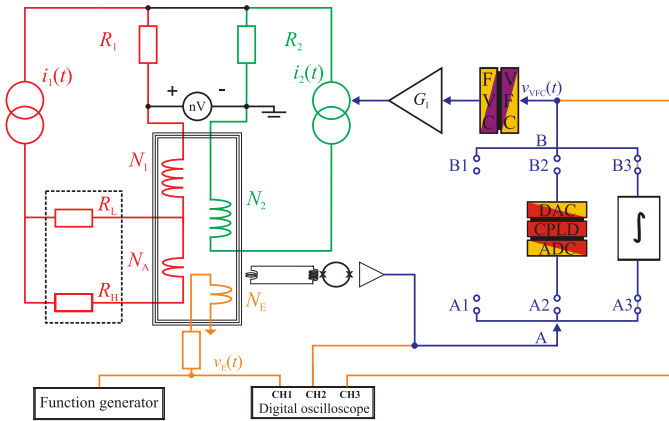 R1
R2
i1(t)
i2(t)
+
nV
-
G1
F V C
V F C
vVFC(t)
B
B1
B2
B3
N1
N2
NA
NE
RL
RH
DAC
CPLD
ADC
∫
A1
A2
A3
A
vE(t)
Function generator
CH1 CH2 CH3
Digital oscilloscope